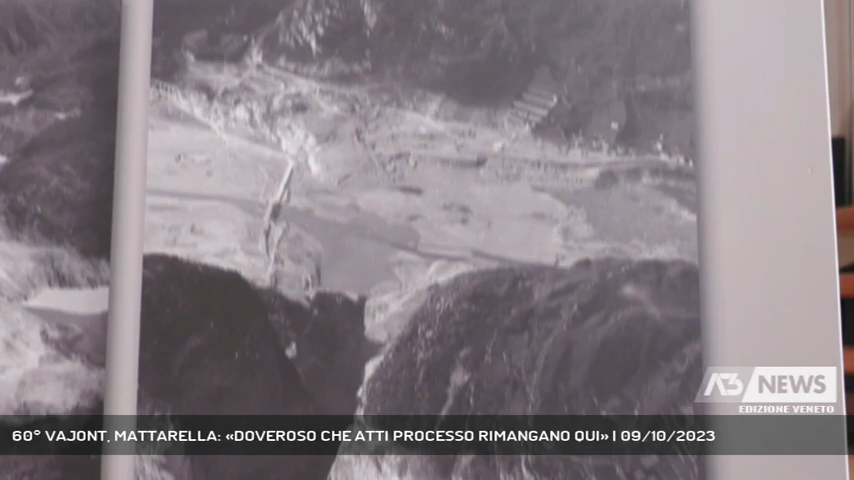 A3 NEWS
EDIZIONE VENETO
60° VAJONT, MATTARELLA: «DOVEROSO CHE ATTI PROCESSO RIMANGANO QUI» | 09/10/2023